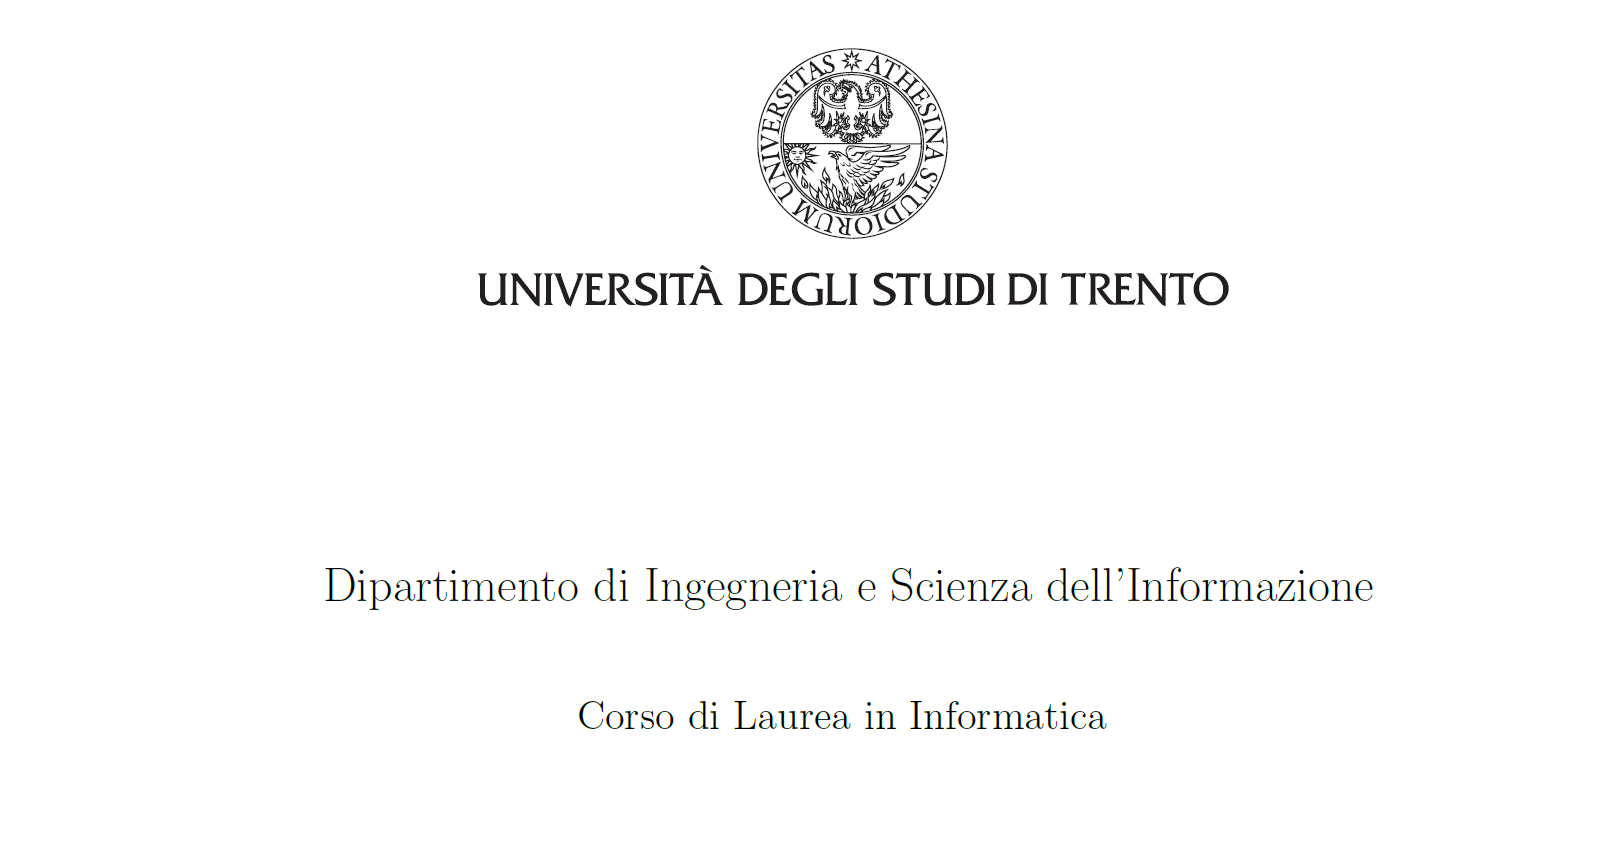 UNIVERSITAS ATHESINA STUDIORUM
UNIVERSITÀ DEGLI STUDI DI TRENTO
Dipartimento di Ingegneria e Scienza dell'Informazione
Corso di Laurea in Informatica